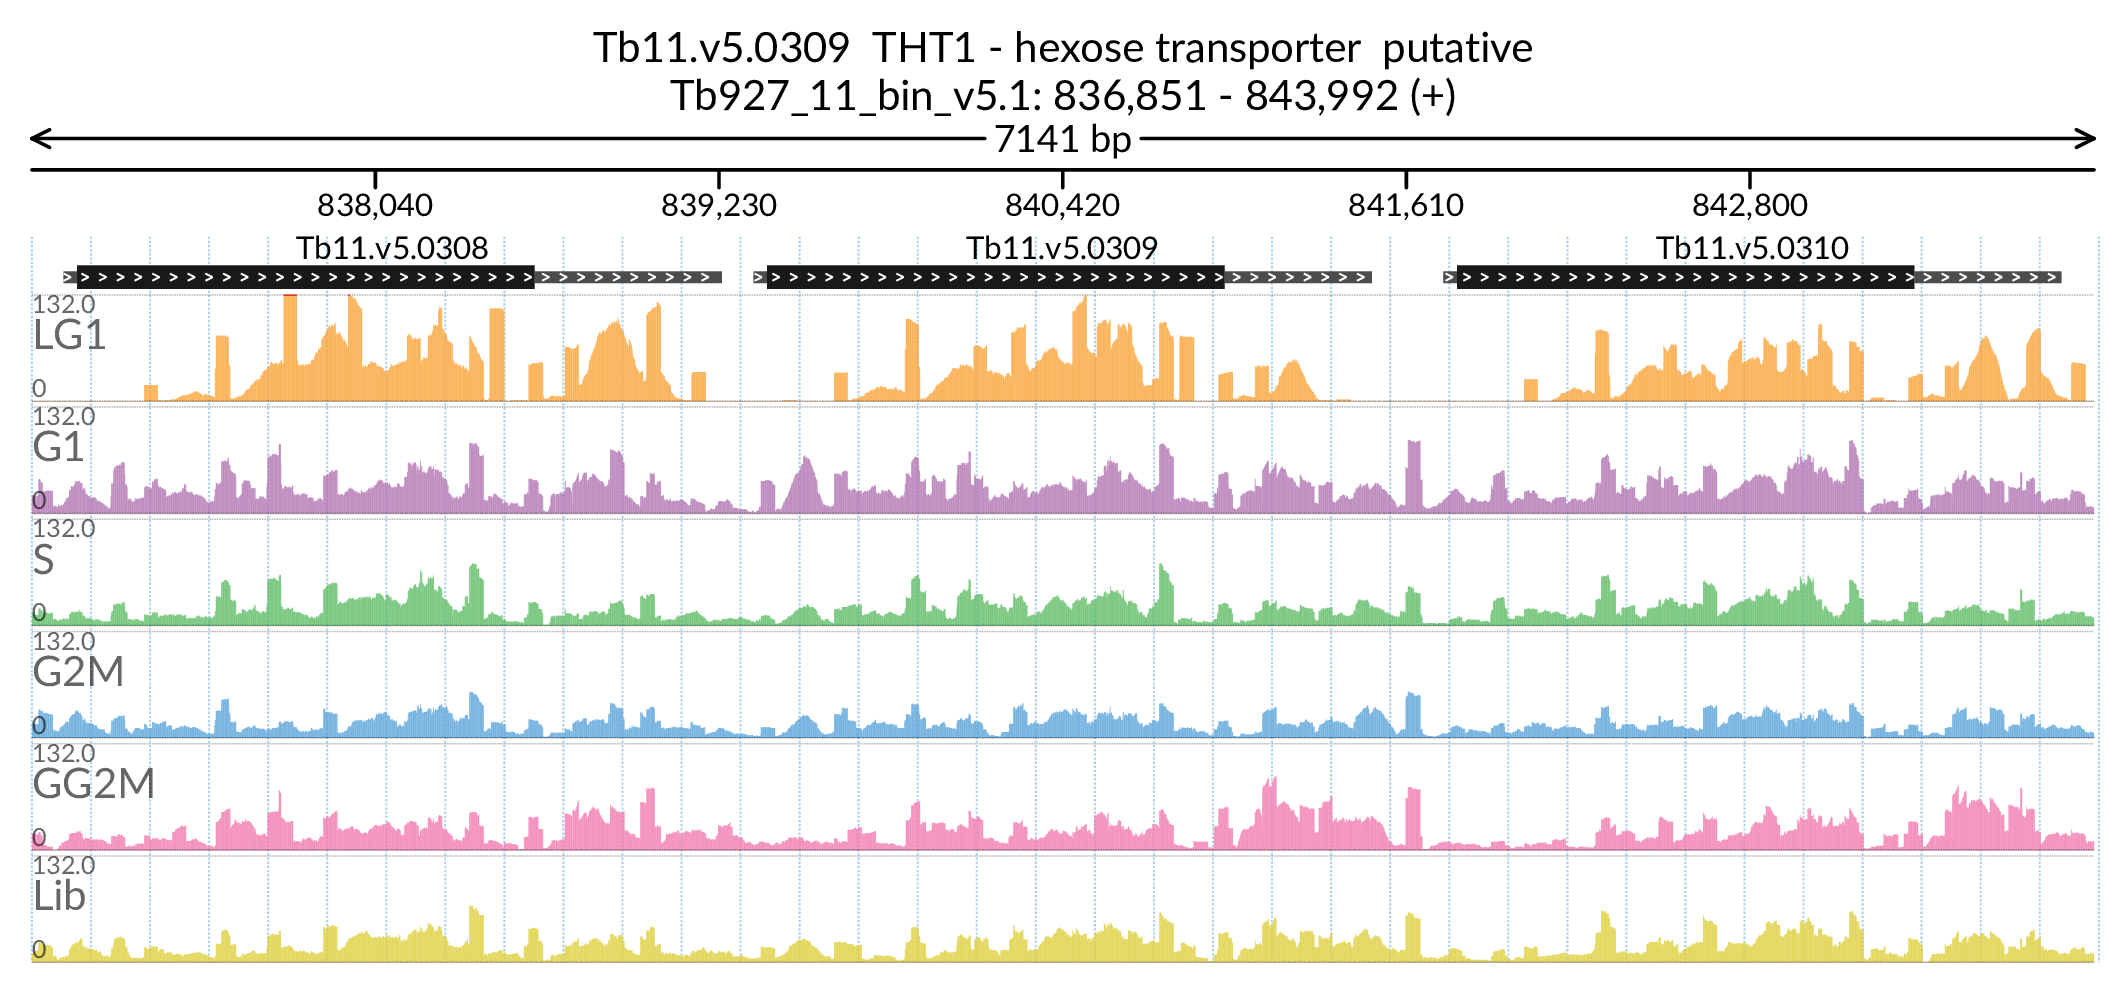 Tb11.v5.0309 THT1 - hexose transporter putative
Tb927_11_bin_v5.1: 836,851 - 843,992 (+)
7141 bp
838,040 839,230 840,420 841,610 842,800
Tb11.v5.0308 Tb11.v5.0309 Tb11.v5.0310
132.0
LG1
0
132.0
G1
0
132.0
S
0
132.0
G2M
0
132.0
GG2M
0
132.0
Lib
0